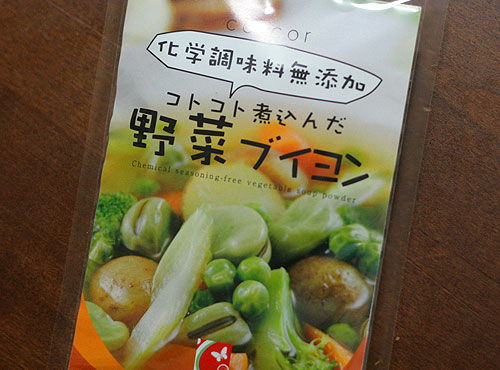 化学調味料無添加
コトコト煮込んだ
野菜ブイヨン
Chemical seasoning-free vegetable soup powder